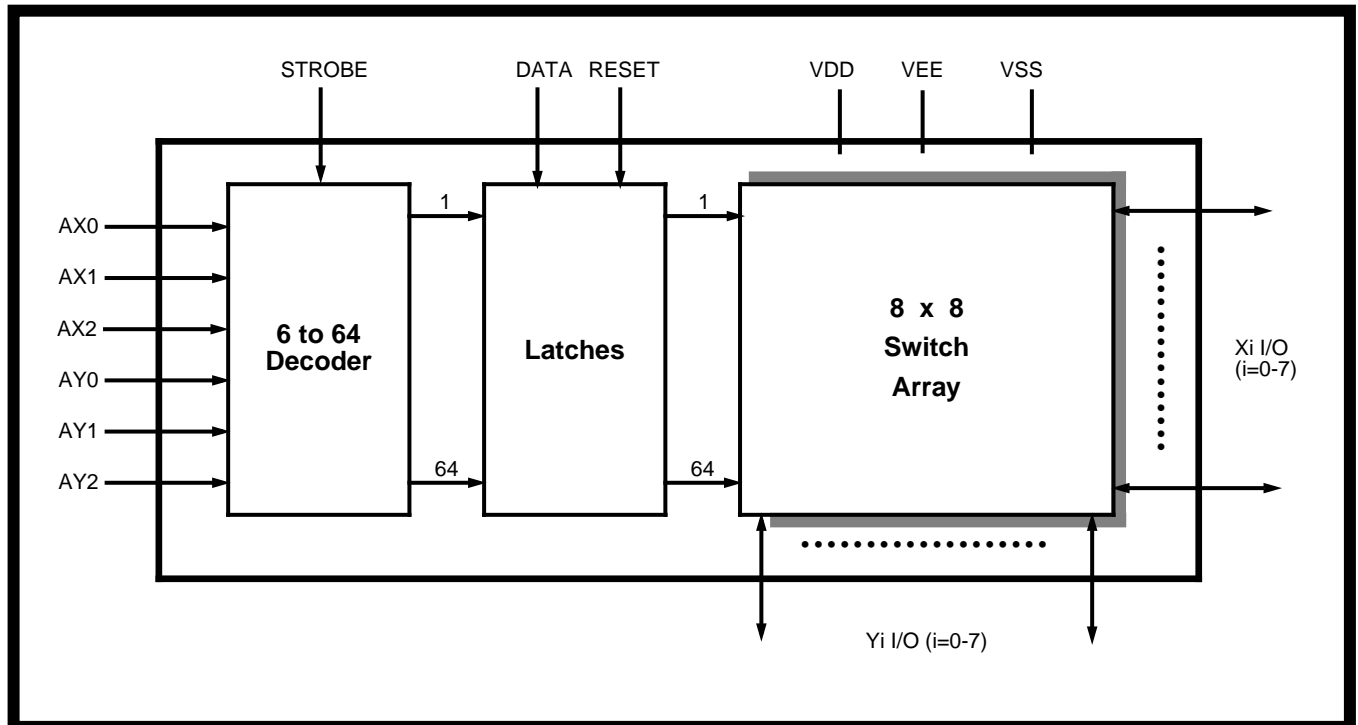 STROBE
DATA
RESET
VDD
VEE
VSS
AX0
AX1
AX2
AY0
AY1
AY2
6 to 64
Decoder
1
64
Latches
1
64
8 x 8
Switch
Array
Xi I/O
(i=0-7)
Yi I/O (i=0-7)